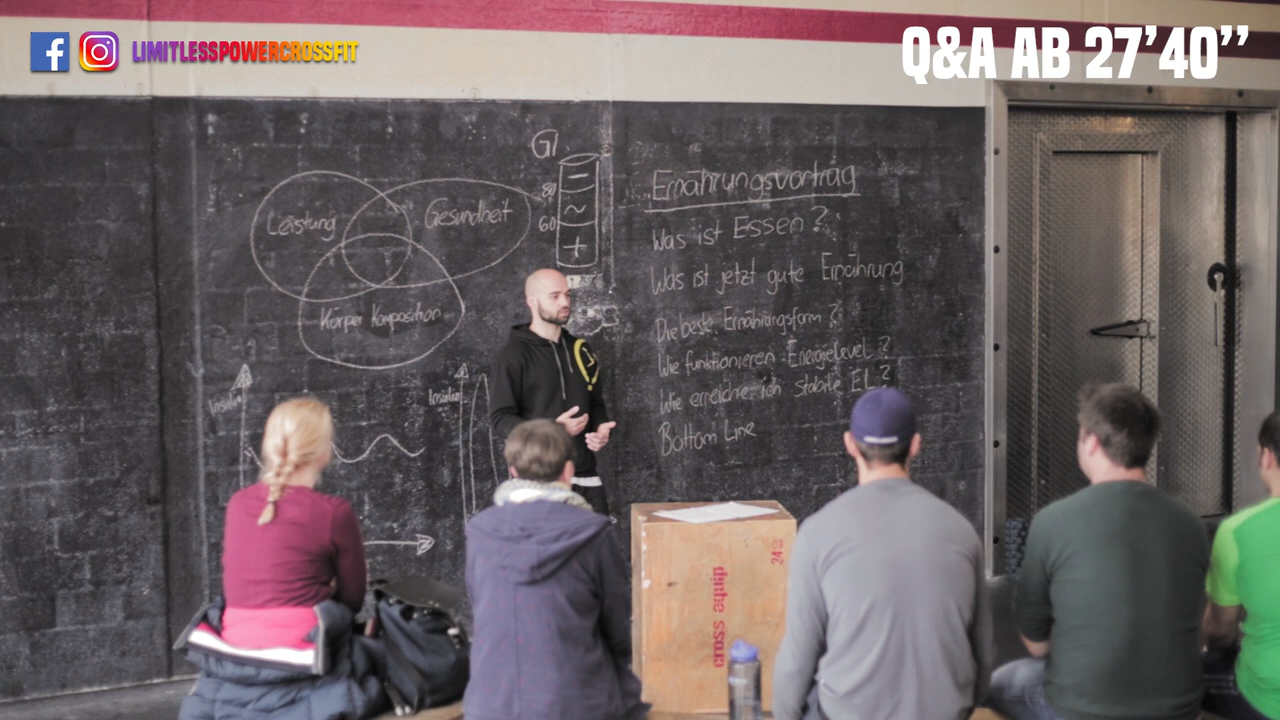 LIMITLESSPOWERCROSSFIT
Q&A AB 27’40’’
GI
80
60
Leistung
Gesundheit
Körper Komposition
Insulin
Insulin
Ernährungsvortrag
Was ist Essen?
Was ist jetzt gute Ernährung
Die beste Ernährungsform?
Wie funktionieren Energielevel?
Wie erreiche ich stabile EL?
Bottom Line
cross equip
24